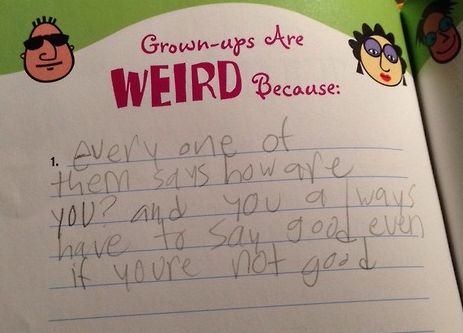 Grown-ups Are
WEIRD Because:
1. every one of
them says how are
you? and you always
have to say good even
if youre not good